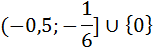 (−0,5; −1/6] ∪ {0}